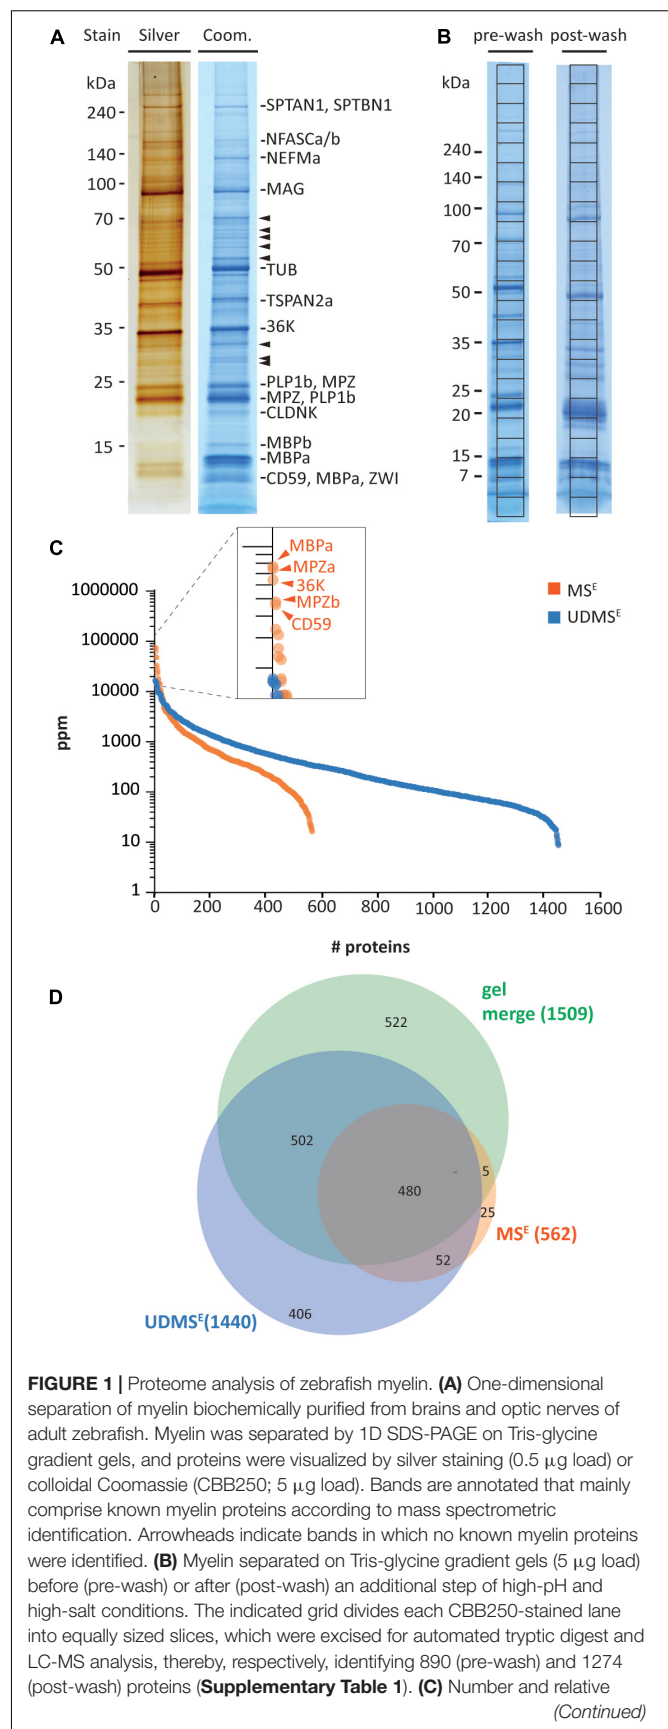 A Stain Silver Coom.
kDa
240
140
100
70
50
35
25
15
SPTAN1, SPTBN1
NFASCa/b
NEFMa
MAG
TUB
TSPAN2a
36K
PLP1b, MPZ
MPZ, PLP1b
CLDNK
MBPb
MBPa
CD59, MBPa, ZWI
B pre-wash post-wash
kDa
240
140
100
70
50
35
25
20
15
7
C
MBPa
MPZa
36K
MPZb
CD59
MSᴱ
UDMSᴱ
1000000
100000
10000
1000
100
10
1
ppm
0 200 400 600 800 1000 1200 1400 1600
# proteins
D
gel
merge (1509)
522
502
5
480
25
MSᴱ (562)
52
406
UDMSᴱ(1440)
FIGURE 1 | Proteome analysis of zebrafish myelin. (A) One-dimensional
separation of myelin biochemically purified from brains and optic nerves of
adult zebrafish. Myelin was separated by 1D SDS-PAGE on Tris-glycine
gradient gels, and proteins were visualized by silver staining (0.5 μg load) or
colloidal Coomassie (CBB250; 5 μg load). Bands are annotated that mainly
comprise known myelin proteins according to mass spectrometric
identification. Arrowheads indicate bands in which no known myelin proteins
were identified. (B) Myelin separated on Tris-glycine gradient gels (5 μg load)
before (pre-wash) or after (post-wash) an additional step of high-pH and
high-salt conditions. The indicated grid divides each CBB250-stained lane
into equally sized slices, which were excised for automated tryptic digest and
LC-MS analysis, thereby, respectively, identifying 890 (pre-wash) and 1274
(post-wash) proteins (Supplementary Table 1). (C) Number and relative
(Continued)